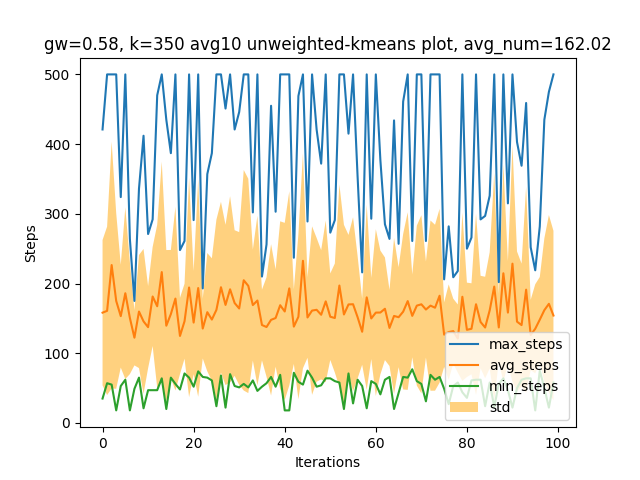 gw=0.58, k=350 avg10 unweighted-kmeans plot, avg_num=162.02
500
400
300
200
100
0
Steps
max_steps
avg_steps
min_steps
std
0
20
40
60
80
100
Iterations